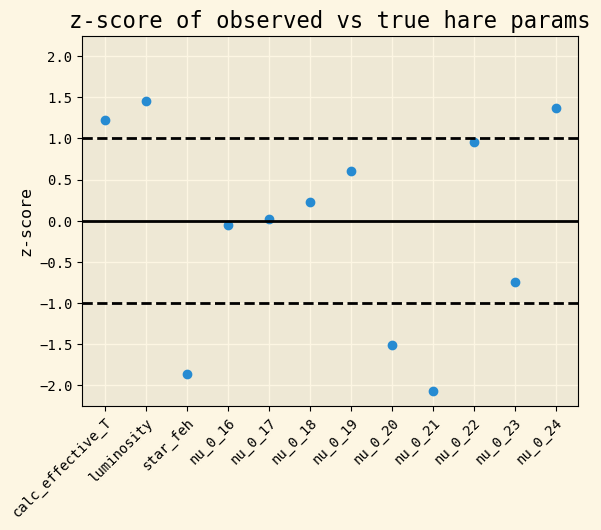 z-score of observed vs true hare params
z-score
2.0
1.5
1.0
0.5
0.0
−0.5
−1.0
−1.5
−2.0
calc_effective_T
luminosity
star_feh
nu_0_16
nu_0_17
nu_0_18
nu_0_19
nu_0_20
nu_0_21
nu_0_22
nu_0_23
nu_0_24